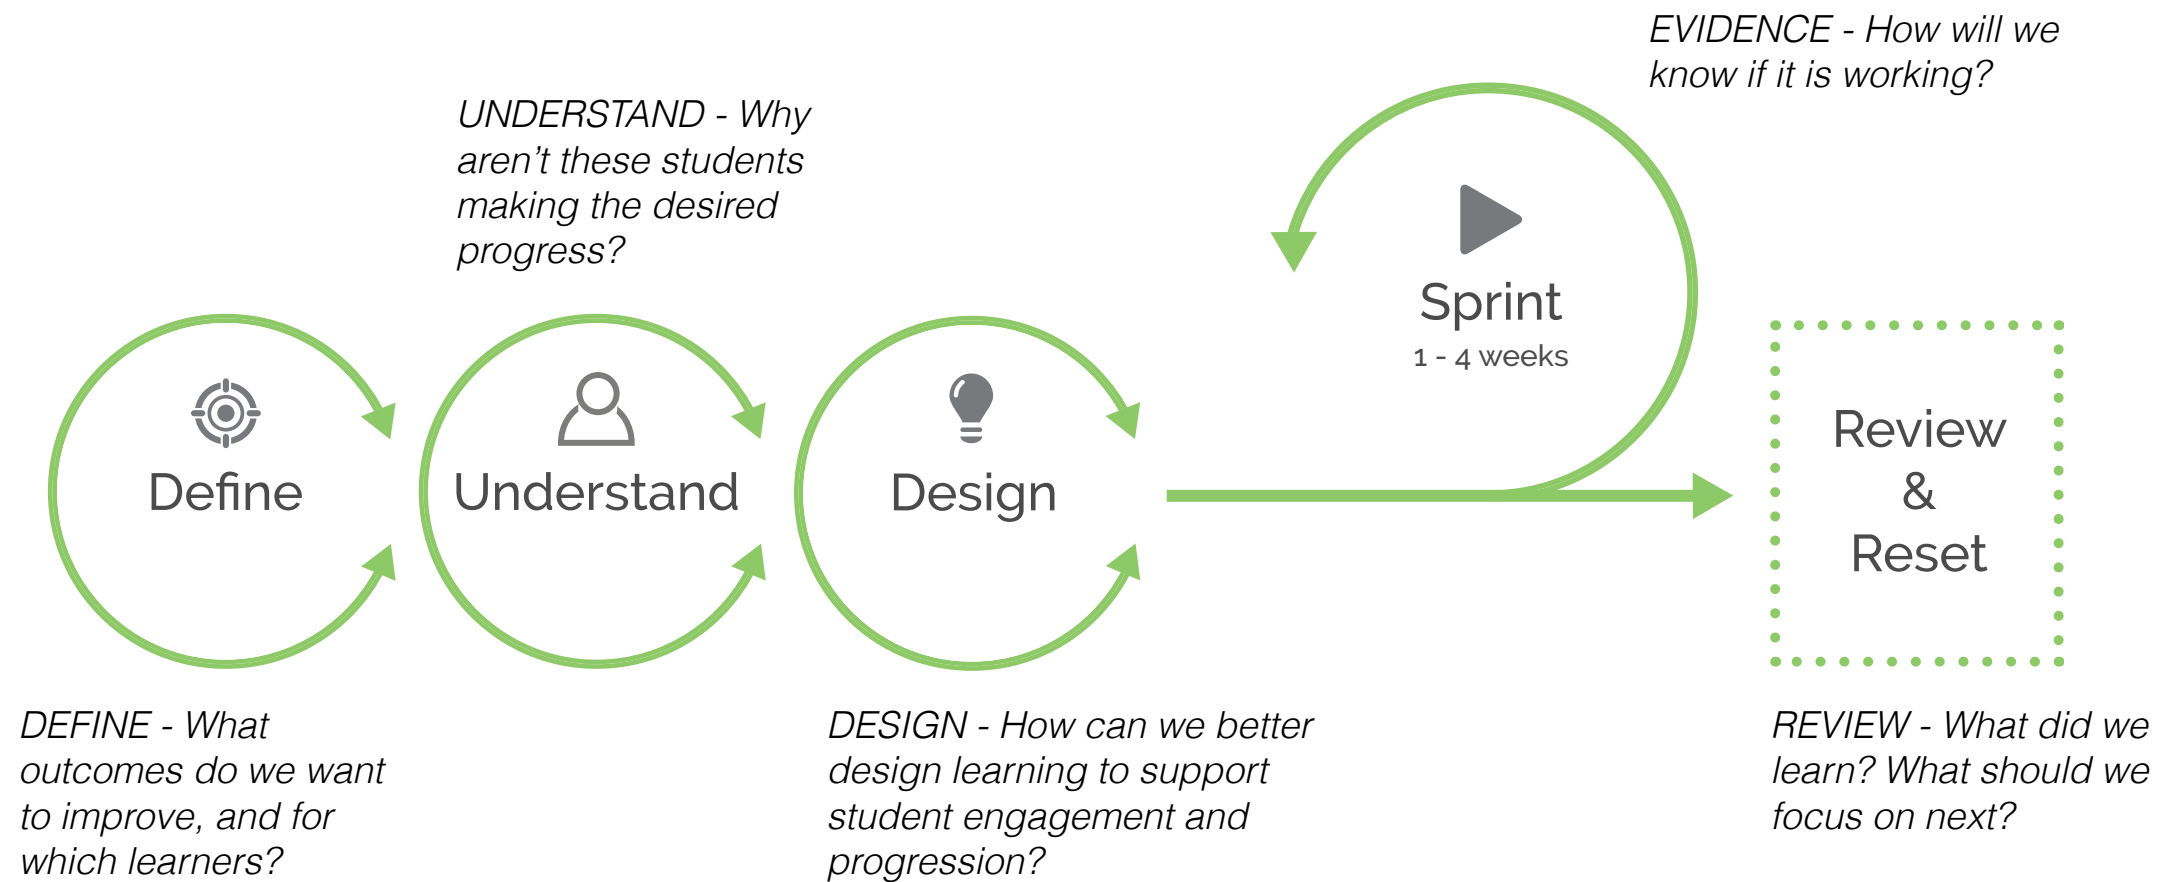 EVIDENCE - How will we
know if it is working?
UNDERSTAND - Why
aren’t these students
making the desired
progress?
Sprint
1 - 4 weeks
Define
Understand
Design
Review
&
Reset
DEFINE - What
outcomes do we want
to improve, and for
which learners?
DESIGN - How can we better
design learning to support
student engagement and
progression?
REVIEW - What did we
learn? What should we
focus on next?